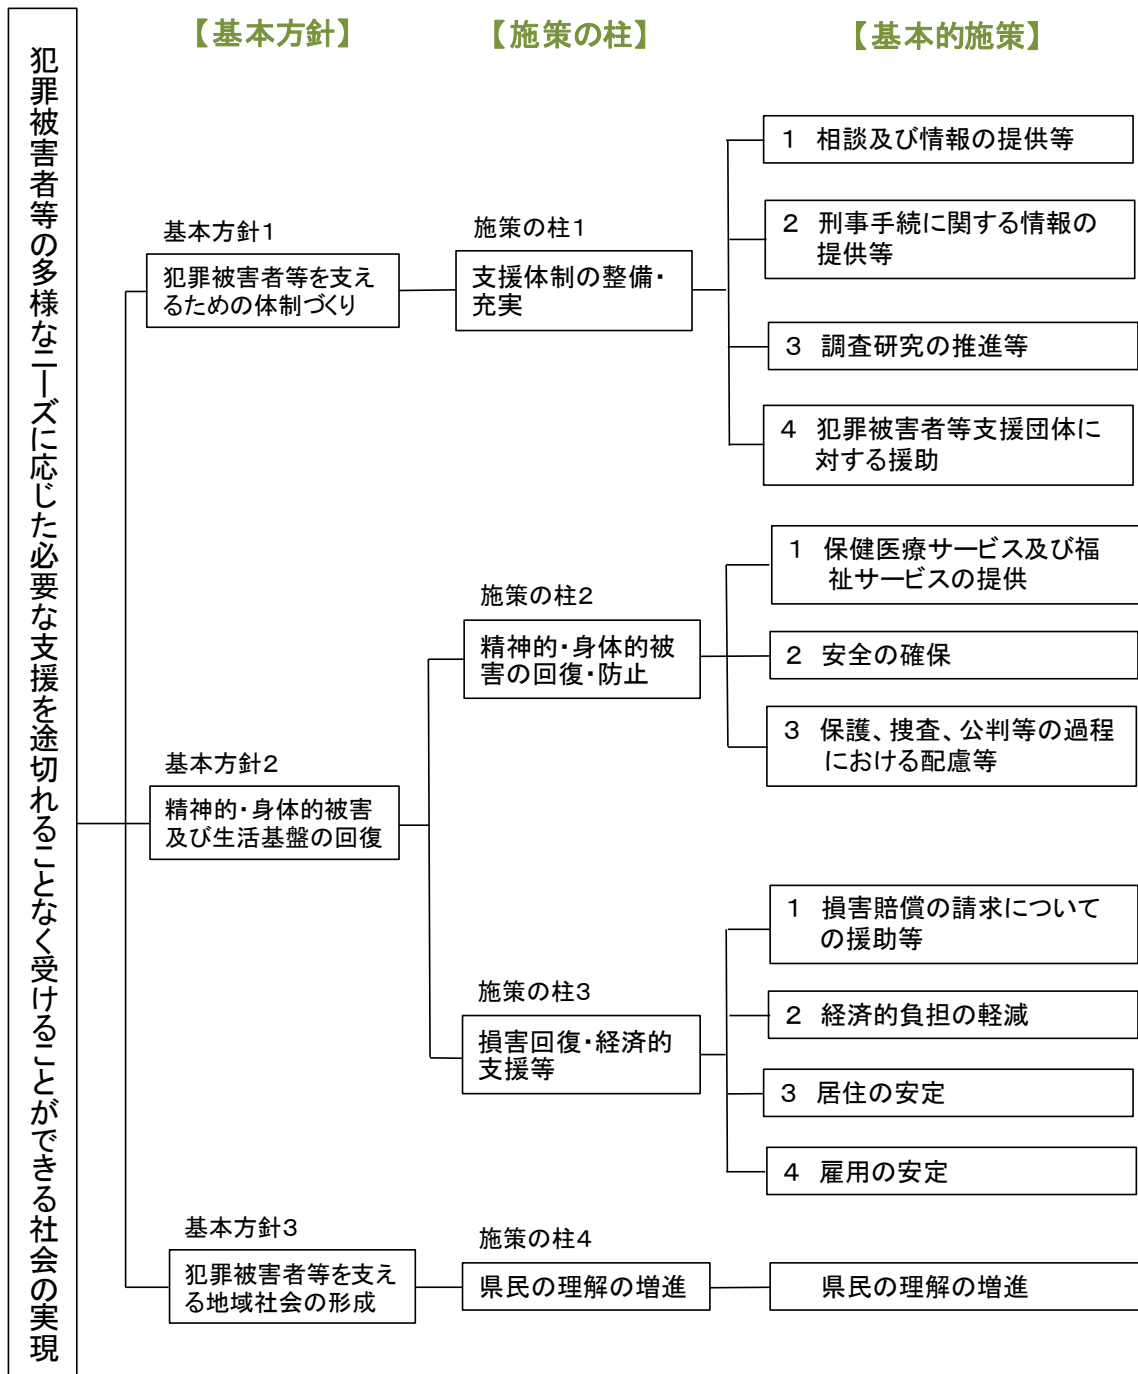 犯罪被害者等の多様なニーズに応じた必要な支援を途切れることなく受けることができる社会の実現
【基本方針】
【施策の柱】
【基本的施策】
基本方針1
犯罪被害者等を支え
るための体制づくり
施策の柱1
支援体制の整備・
充実
1 相談及び情報の提供等
2 刑事手続に関する情報の
提供等
3 調査研究の推進等
4 犯罪被害者等支援団体に
対する援助
基本方針2
精神的・身体的被害
及び生活基盤の回復
施策の柱2
精神的・身体的被
害の回復・防止
1 保健医療サービス及び福
祉サービスの提供
2 安全の確保
3 保護、捜査、公判等の過程
における配慮等
施策の柱3
損害回復・経済的
支援等
1 損害賠償の請求について
の援助等
2 経済的負担の軽減
3 居住の安定
4 雇用の安定
基本方針3
犯罪被害者等を支え
る地域社会の形成
施策の柱4
県民の理解の増進
県民の理解の増進